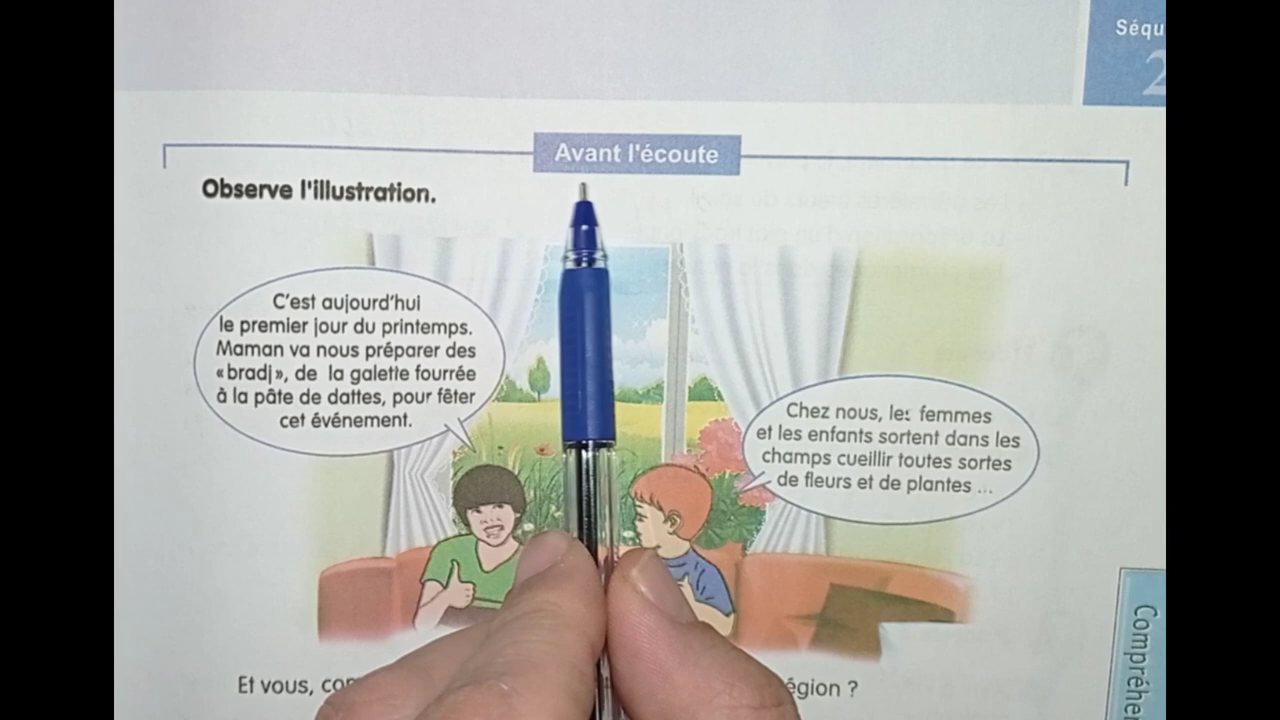 Séqu
2
Avant l'écoute
Observe l'illustration.
C'est aujourd'hui
le premier jour du printemps.
Maman va nous préparer des
«bradj», de la galette fourrée
à la pâte de dattes, pour fêter
cet événement.
Chez nous, les femmes
et les enfants sortent dans les
champs cueillir toutes sortes
de fleurs et de plantes ...
Et vous, égion ?
Compréhe